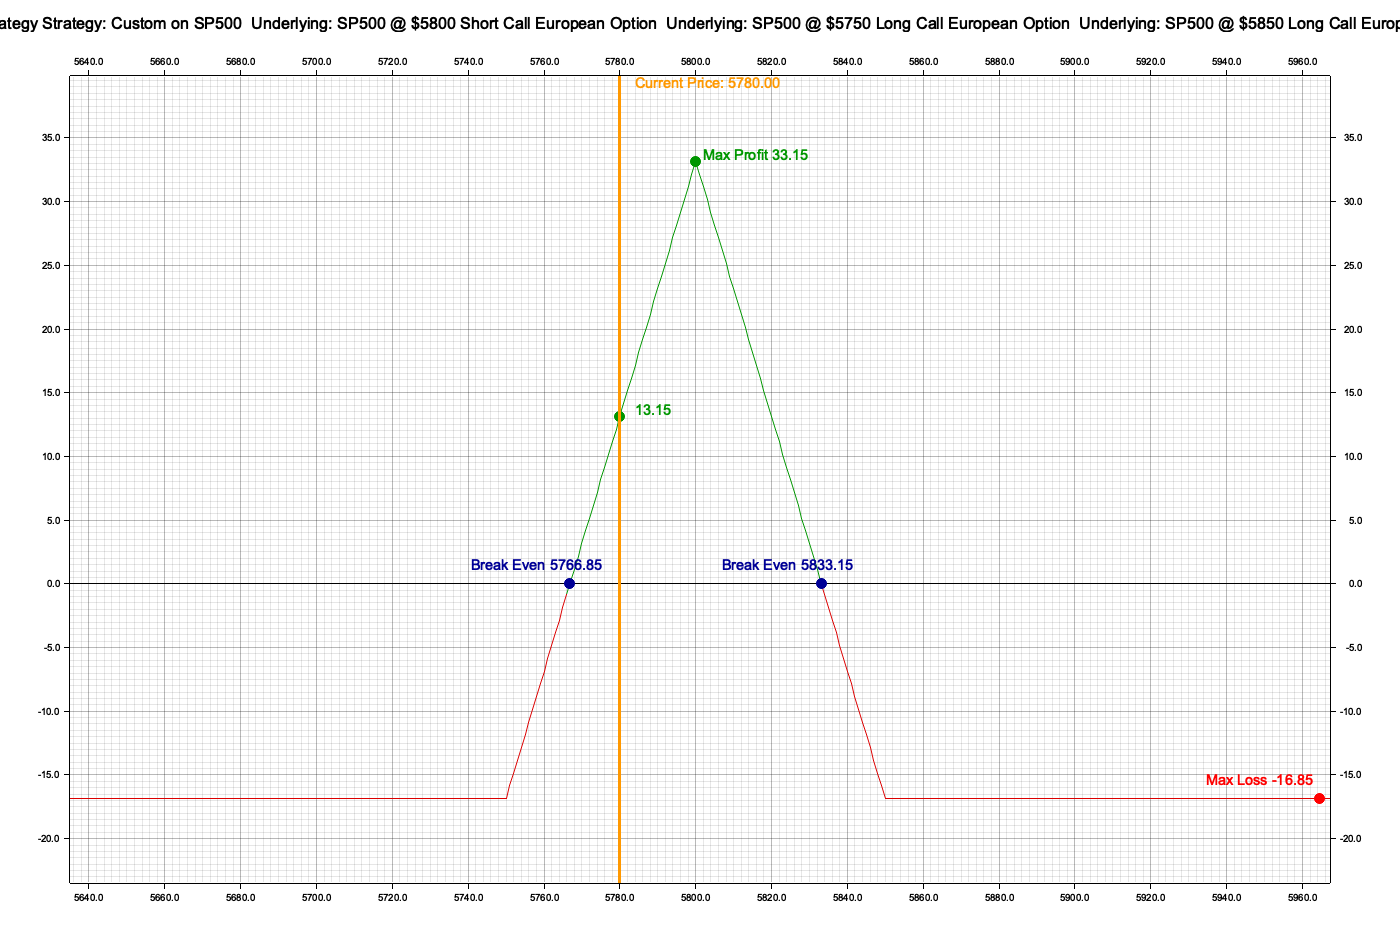 ategy Strategy: Custom on SP500 Underlying: SP500 @ $5800 Short Call European Option Underlying: SP500 @ $5750 Long Call European Option Underlying: SP500 @ $5850 Long Call Europ
5640.0 5660.0 5680.0 5700.0 5720.0 5740.0 5760.0 5780.0 5800.0 5820.0 5840.0 5860.0 5880.0 5900.0 5920.0 5940.0 5960.0
Current Price: 5780.00
35.0 35.0
Max Profit 33.15
30.0 30.0
25.0 25.0
20.0 20.0
15.0 15.0
13.15
10.0 10.0
5.0 5.0
Break Even 5766.85 Break Even 5833.15
0.0 0.0
-5.0 -5.0
-10.0 -10.0
-15.0 -15.0
Max Loss -16.85
-20.0 -20.0
5640.0 5660.0 5680.0 5700.0 5720.0 5740.0 5760.0 5780.0 5800.0 5820.0 5840.0 5860.0 5880.0 5900.0 5920.0 5940.0 5960.0